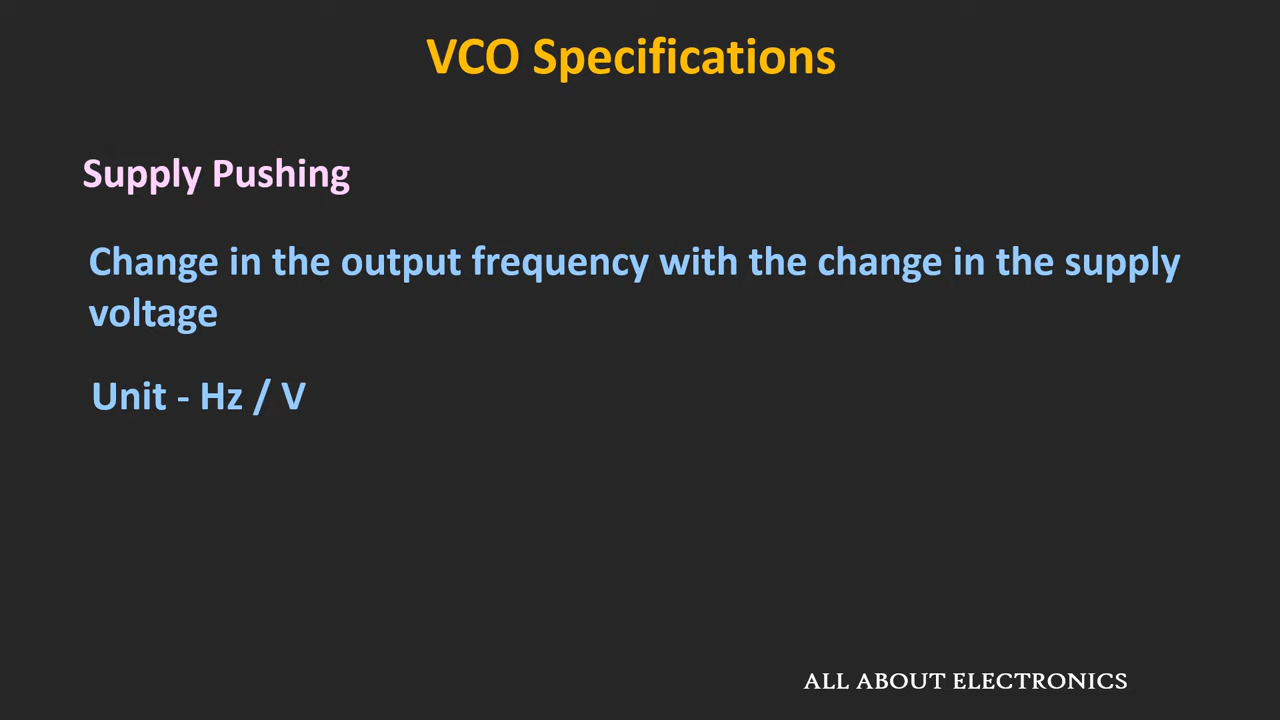 VCO Specifications
Supply Pushing
Change in the output frequency with the change in the supply
voltage
Unit - Hz / V
ALL ABOUT ELECTRONICS